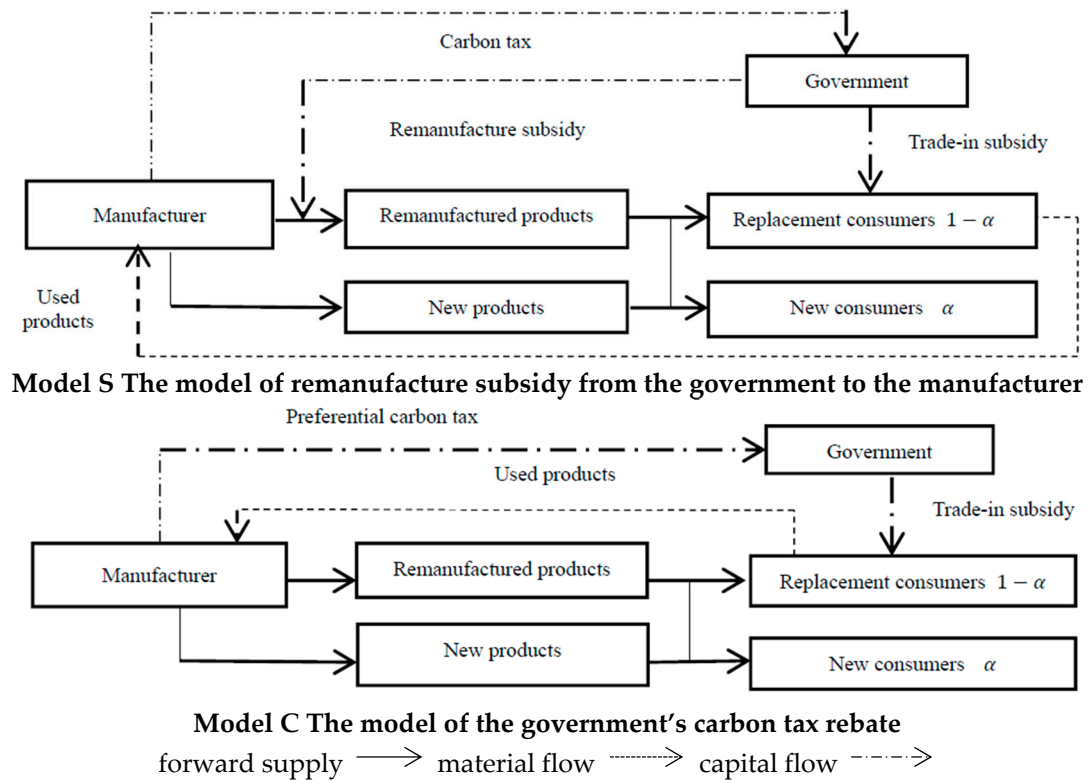 Carbon tax
Government
Remanufacture subsidy
Trade-in subsidy
Manufacturer
Remanufactured products
Replacement consumers 1 − α
Used
products
New products
New consumers α
Model S The model of remanufacture subsidy from the government to the manufacturer
Preferential carbon tax
Government
Used products
Trade-in subsidy
Manufacturer
Remanufactured products
Replacement consumers 1 − α
New products
New consumers α
Model C The model of the government's carbon tax rebate
forward supply material flow capital flow